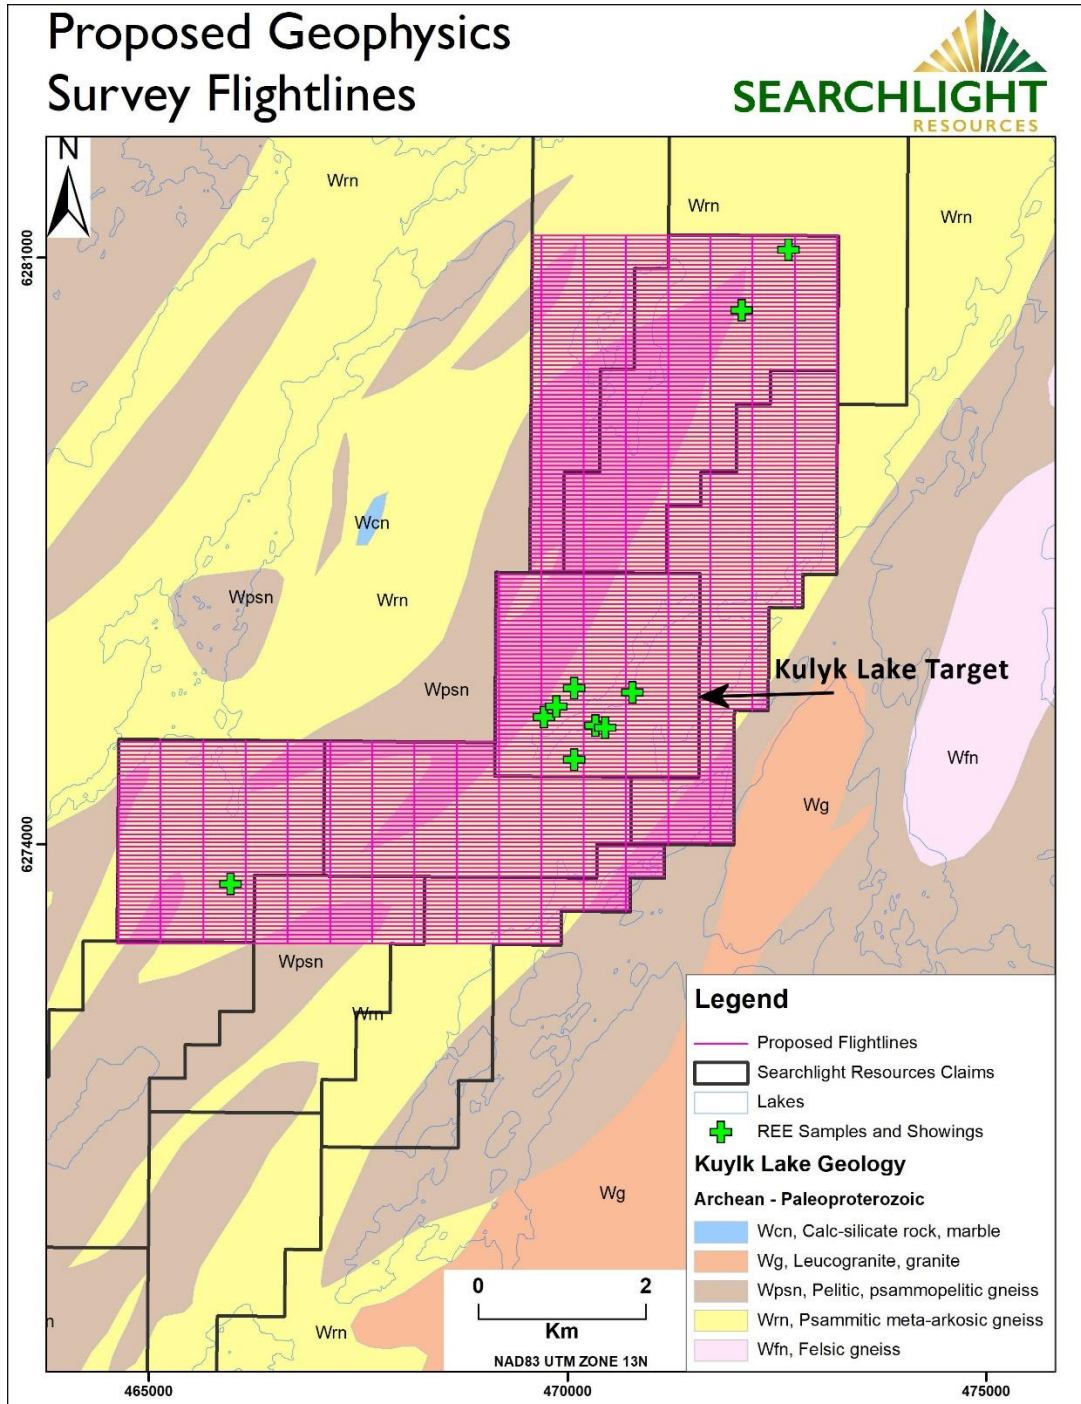 Proposed Geophysics
Survey Flightlines
SEARCHLIGHT
RESOURCES
N
Wrn
Wrn
Wrn
6281000
Wcn
Wpsn
Wrn
Wpsn
Kulyk Lake Target
Wfn
Wg
6274000
Wpsn
Wrn
Wg
n
Wrn
0 2
Km
NAD83 UTM ZONE 13N
Legend
Proposed Flightlines
Searchlight Resources Claims
Lakes
REE Samples and Showings
Kuylk Lake Geology
Archean - Paleoproterozoic
Wcn, Calc-silicate rock, marble
Wg, Leucogranite, granite
Wpsn, Pelitic, psammopelitic gneiss
Wrn, Psammitic meta-arkosic gneiss
Wfn, Felsic gneiss
465000 470000 475000